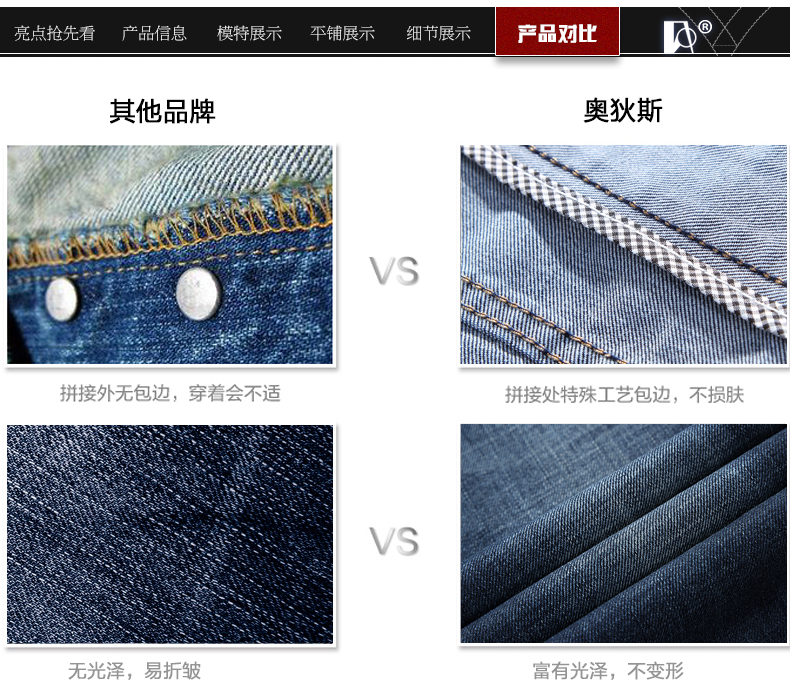 亮点抢先看 产品信息 模特展示 平铺展示 细节展示 产品对比 ®
其他品牌 奥狄斯
VS
拼接外无包边，穿着会不适 拼接处特殊工艺包边，不损肤
VS
无光泽，易折皱 富有光泽，不变形